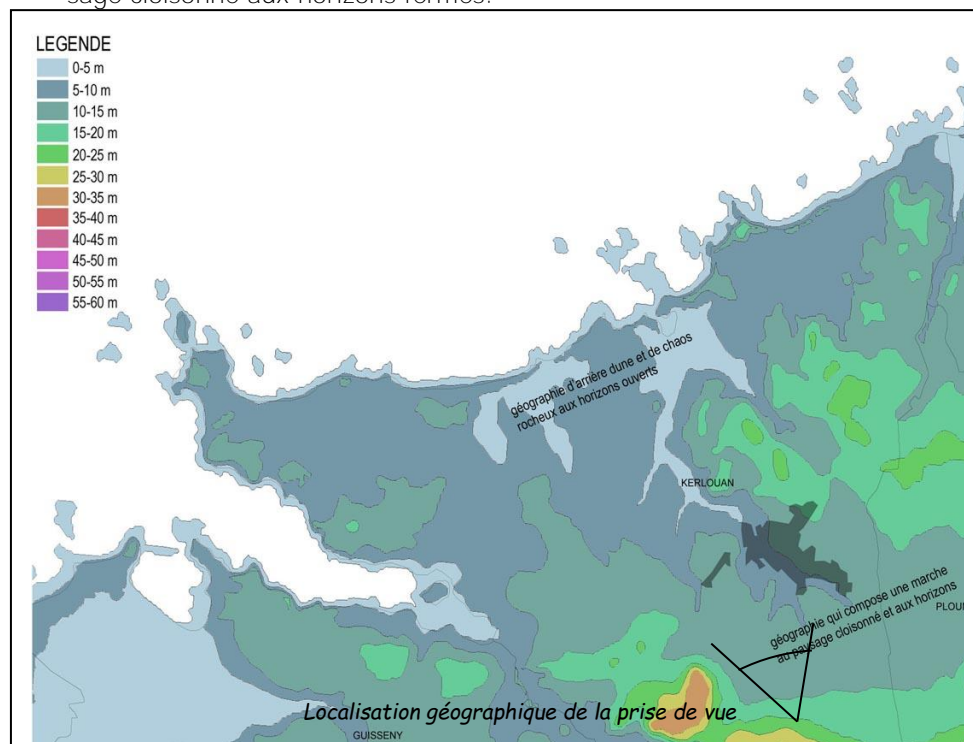 sage cloisonné aux horizons fermés.
LEGENDE
0-5 m
5-10 m
10-15 m
15-20 m
20-25 m
25-30 m
30-35 m
35-40 m
40-45 m
45-50 m
50-55 m
55-60 m
géographie d'arrière dune et de chaos
rocheux aux horizons ouverts
KERLOUAN
géographie qui compose une marche
au paysage cloisonné et aux horizons
Localisation géographique de la prise de vue
GUISSENY